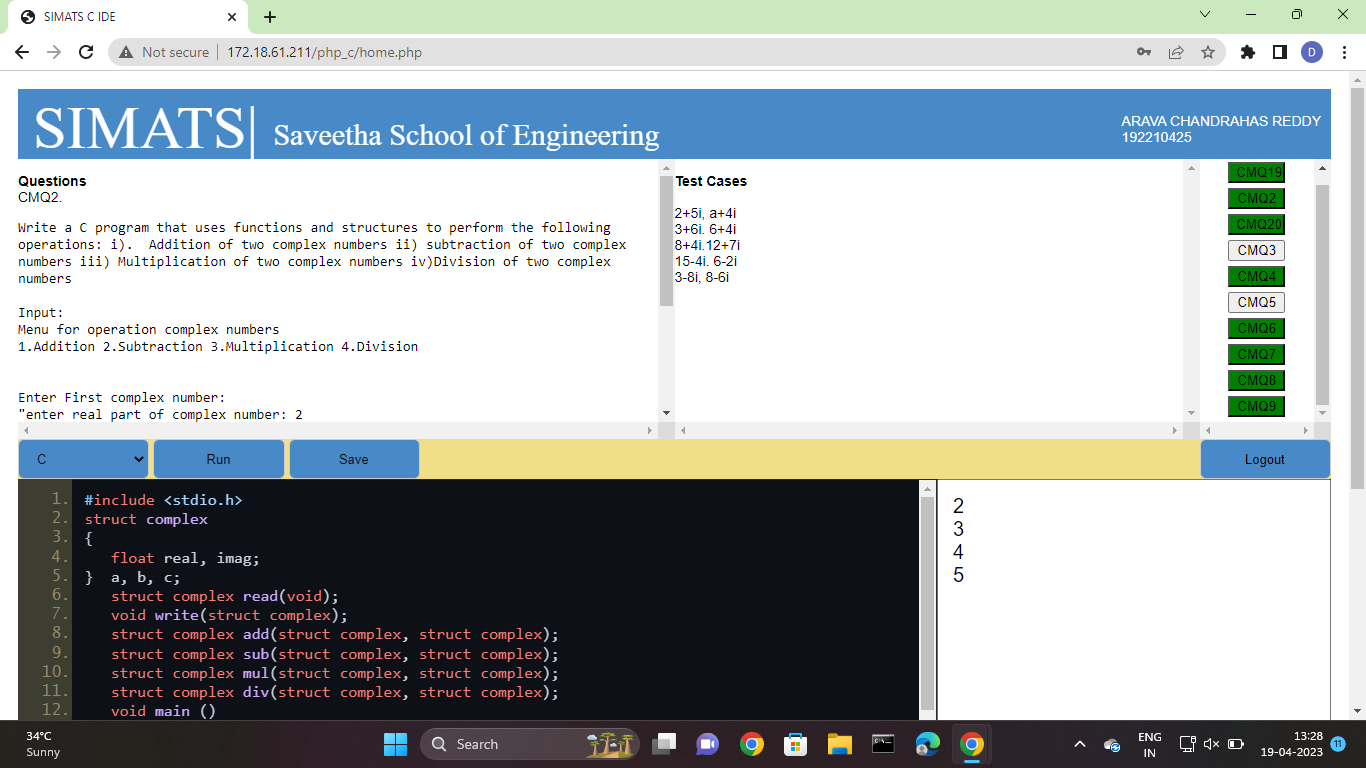 SIMATS C IDE
Not secure | 172.18.61.211/php_c/home.php
D
SIMATS| Saveetha School of Engineering
ARAVA CHANDRAHAS REDDY
192210425
Questions
CMQ2.
Write a C program that uses functions and structures to perform the following
operations: i).  Addition of two complex numbers ii) subtraction of two complex
numbers iii) Multiplication of two complex numbers iv)Division of two complex
numbers
Input:
Menu for operation complex numbers
1.Addition 2.Subtraction 3.Multiplication 4.Division
Enter First complex number:
"enter real part of complex number: 2
Test Cases
2+5i, a+4i
3+6i. 6+4i
8+4i.12+7i
15-4i. 6-2i
3-8i, 8-6i
CMQ19
CMQ2
CMQ20
CMQ3
CMQ4
CMQ5
CMQ6
CMQ7
CMQ8
CMQ9
C
Run
Save
Logout
1. #include <stdio.h>
2. struct complex
3. {
4. float real, imag;
5. } a, b, c;
6. struct complex read(void);
7. void write(struct complex);
8. struct complex add(struct complex, struct complex);
9. struct complex sub(struct complex, struct complex);
10. struct complex mul(struct complex, struct complex);
11. struct complex div(struct complex, struct complex);
12. void main ()
2
3
4
5
34°C
Sunny
Search
ENG
IN
13:28
19-04-2023
11